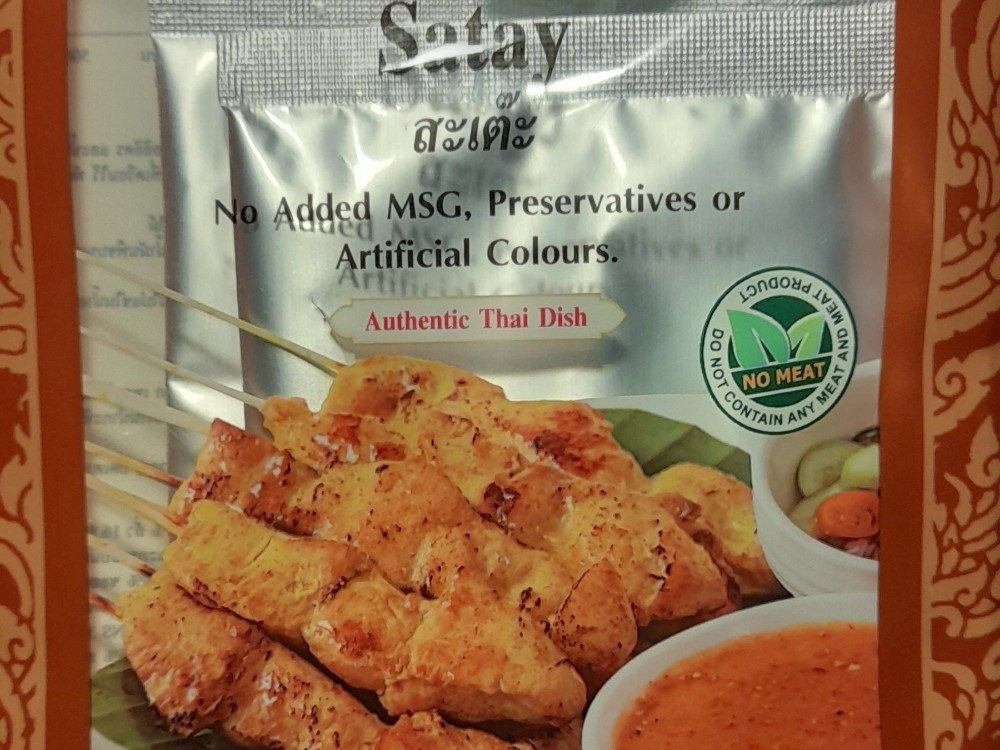 Satay
สะเต๊ะ
No Added MSG, Preservatives or
Artificial Colours.
Authentic Thai Dish
DO NOT CONTAIN ANY MEAT AND MEAT PRODUCT
NO MEAT